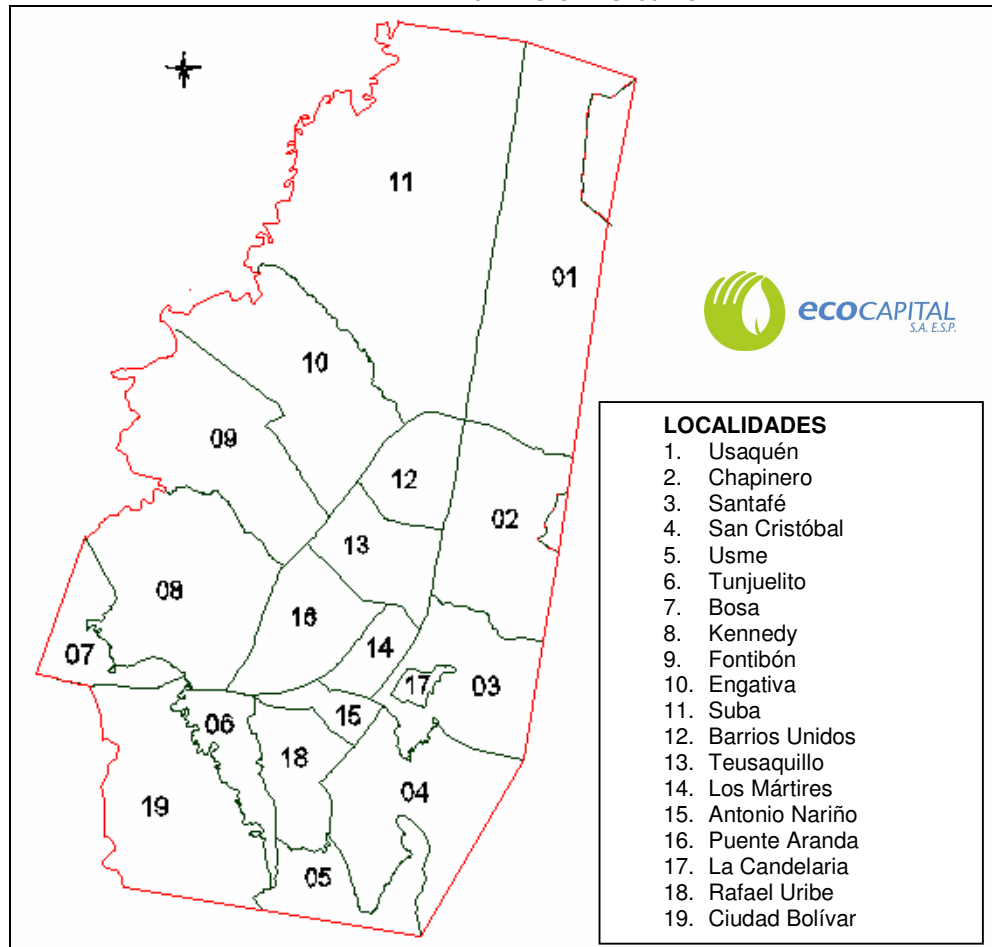 11
01
ecoCAPITAL
S.A. E.S.P.
10
09
12
02
13
08
16
14
07
17
03
06
15
18
04
19
05
LOCALIDADES
1. Usaquén
2. Chapinero
3. Santafé
4. San Cristóbal
5. Usme
6. Tunjuelito
7. Bosa
8. Kennedy
9. Fontibón
10. Engativa
11. Suba
12. Barrios Unidos
13. Teusaquillo
14. Los Mártires
15. Antonio Nariño
16. Puente Aranda
17. La Candelaria
18. Rafael Uribe
19. Ciudad Bolívar